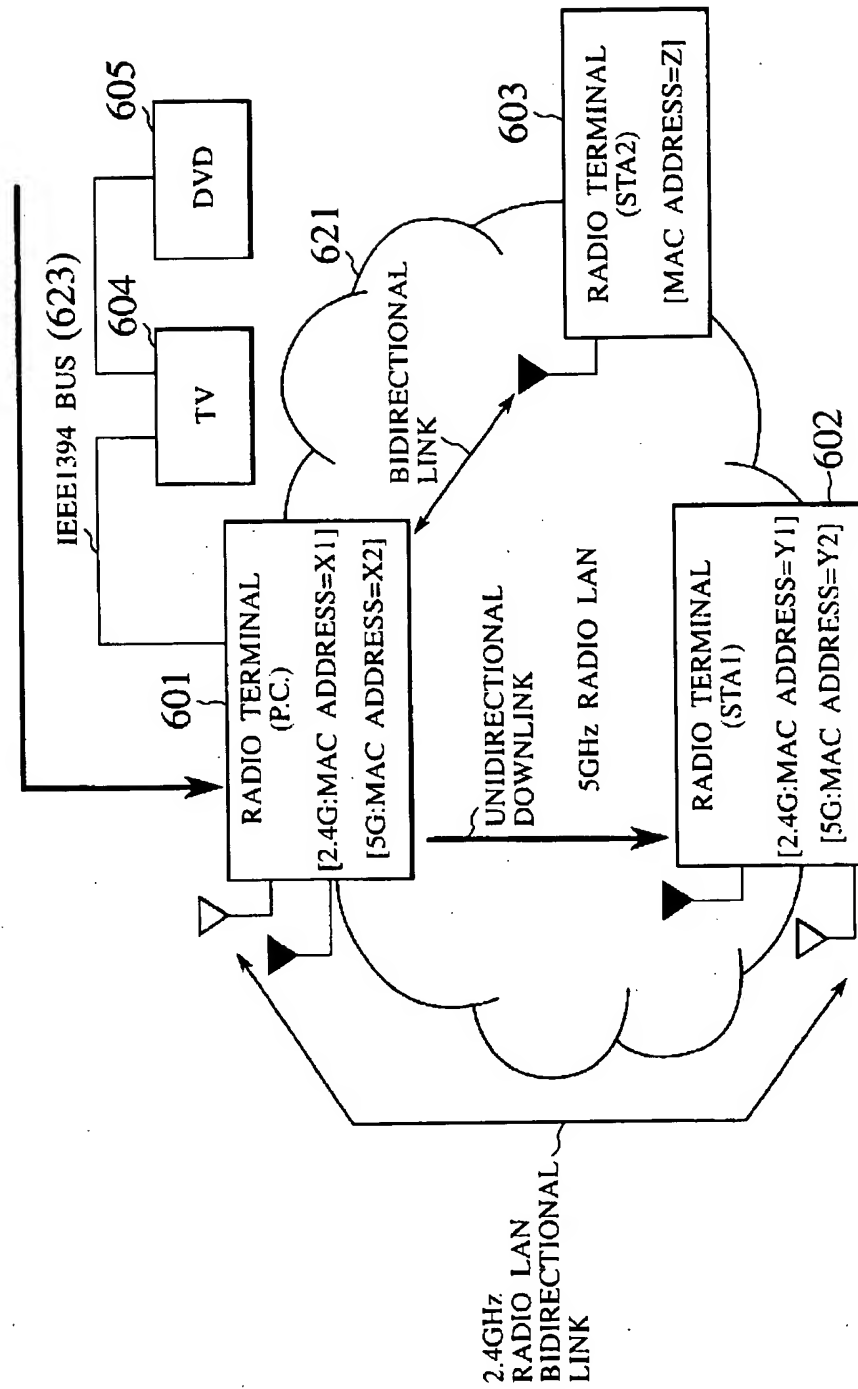 IEEE1394 BUS (623)
604
TV
605
DVD
601
RADIO TERMINAL
(P.C.)
[2.4G:MAC ADDRESS=X1]
[5G:MAC ADDRESS=X2]
621
BIDIRECTIONAL
LINK
603
RADIO TERMINAL
(STA2)
[MAC ADDRESS=Z]
UNIDIRECTIONAL
DOWNLINK
5GHz RADIO LAN
602
RADIO TERMINAL
(STA1)
[2.4G:MAC ADDRESS=Y1]
[5G:MAC ADDRESS=Y2]
2.4GHz
RADIO LAN
BIDIRECTIONAL
LINK